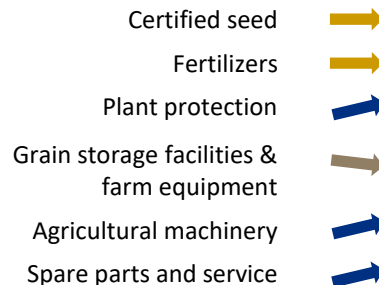 Certified seed
Fertilizers
Plant protection
Grain storage facilities &
farm equipment
Agricultural machinery
Spare parts and service